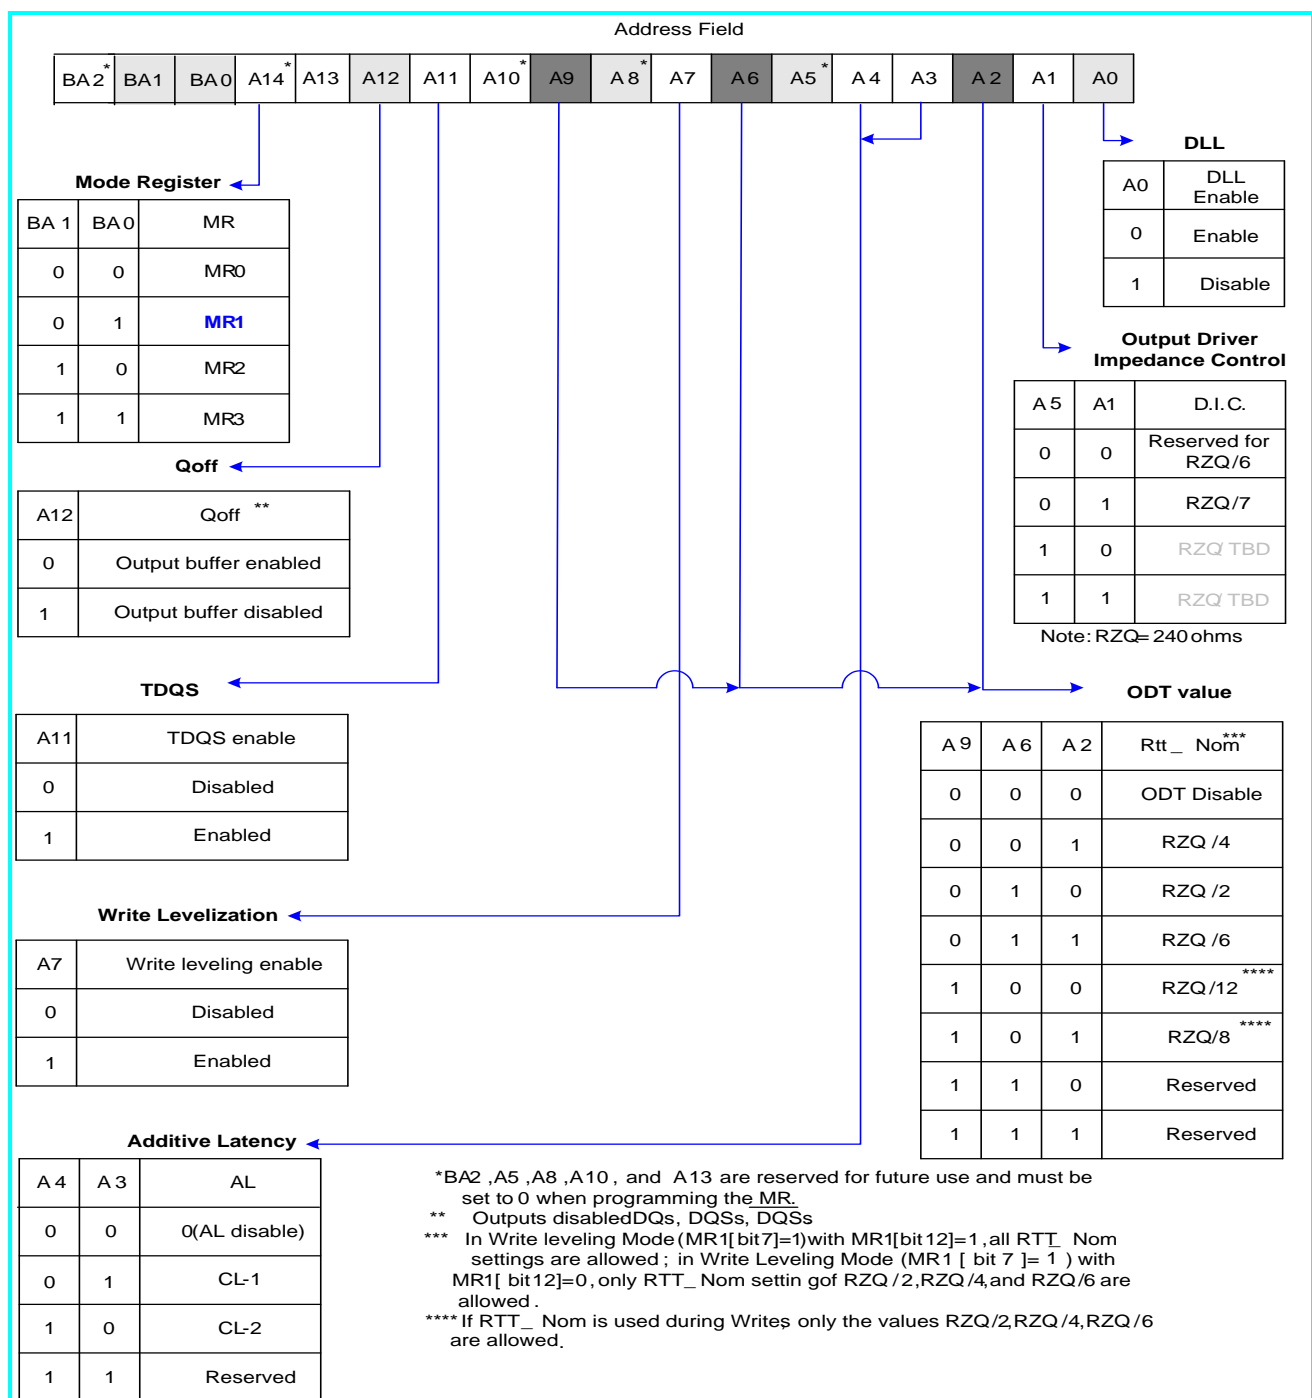 Address Field
BA2* BA1 BA0 A14* A13 A12 A11 A10* A9 A8* A7 A6 A5* A4 A3 A2 A1 A0
Mode Register
BA 1 BA0 MR
0 0 MR0
0 1 MR1
1 0 MR2
1 1 MR3
Qoff
A12 Qoff **
0 Output buffer enabled
1 Output buffer disabled
TDQS
A11 TDQS enable
0 Disabled
1 Enabled
Write Levelization
A7 Write leveling enable
0 Disabled
1 Enabled
Additive Latency
A4 A3 AL
0 0 0(AL disable)
0 1 CL-1
1 0 CL-2
1 1 Reserved
DLL
A0 DLL
Enable
0 Enable
1 Disable
Output Driver
Impedance Control
A5 A1 D.I.C.
0 0 Reserved for
RZQ/6
0 1 RZQ/7
1 0 RZQ/TBD
1 1 RZQ/TBD
Note: RZQ= 240 ohms
ODT value
A9 A6 A2 Rtt_ Nom***
0 0 0 ODT Disable
0 0 1 RZQ /4
0 1 0 RZQ /2
0 1 1 RZQ /6
1 0 0 RZQ/12 ****
1 0 1 RZQ/8 ****
1 1 0 Reserved
1 1 1 Reserved
*BA2 ,A5 ,A8 ,A10 , and A13 are reserved for future use and must be
set to 0 when programming the MR.
** Outputs disabledDQs, DQSs, DQSs
*** In Write leveling Mode (MR1[bit7]=1)with MR1[bit12]=1 ,all RTT_ Nom
settings are allowed ; in Write Leveling Mode (MR1 [ bit 7 ]= 1 ) with
MR1[ bit12]=0 ,only RTT_ Nom settin gof RZQ /2,RZQ /4,and RZQ/6 are
allowed .
**** If RTT_ Nom is used during Writes, only the values RZQ/2,RZQ/4,RZQ/6
are allowed.